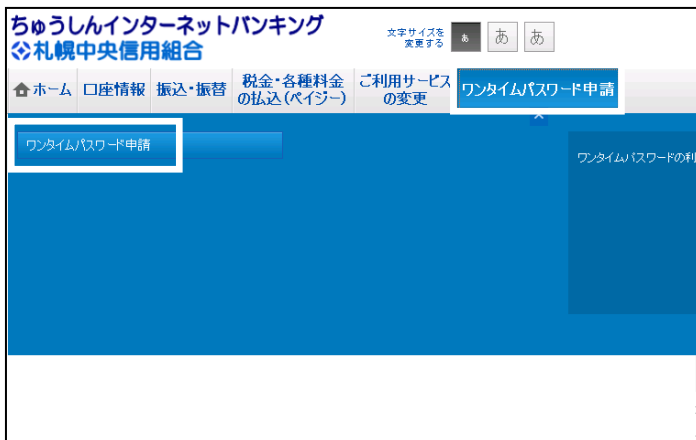 ちゅうしんインターネットバンキング
札幌中央信用組合
文字サイズを
変更する
あ あ あ
ホーム 口座情報 振込・振替 税金・各種料金
の払込(ペイジー) ご利用サービス
の変更 ワンタイムパスワード申請
ワンタイムパスワード申請
ワンタイムパスワードの利